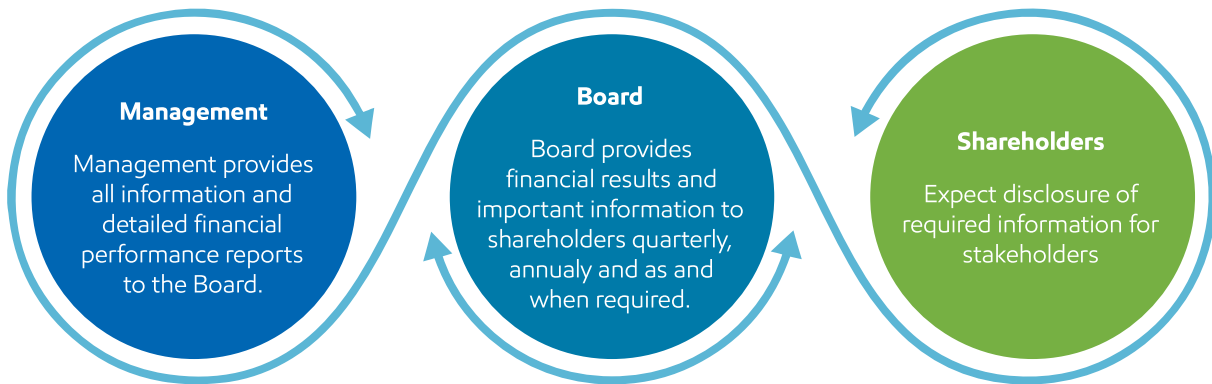 Management
Management provides
all information and
detailed financial
performance reports
to the Board.
Board
Board provides
financial results and
important information to
shareholders quarterly,
annualy and as and
when required.
Shareholders
Expect disclosure of
required information for
stakeholders